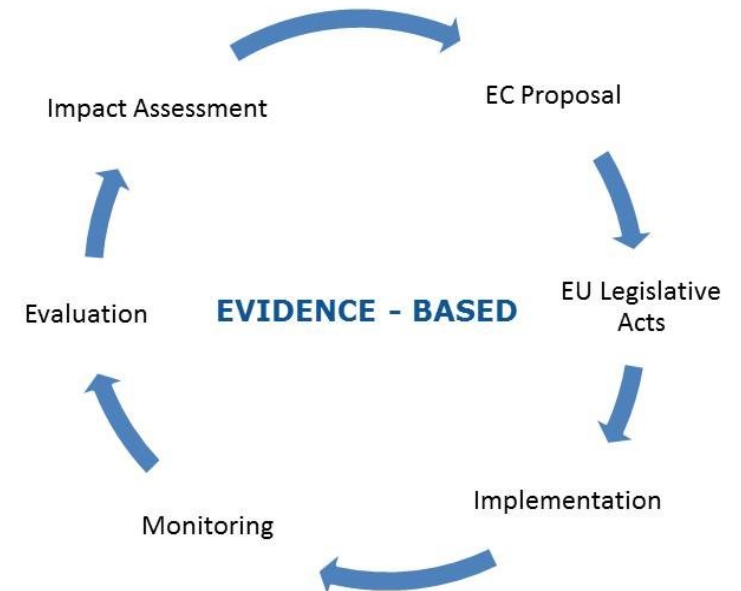 Impact Assessment
EC Proposal
EU Legislative
Acts
Implementation
Monitoring
Evaluation
EVIDENCE - BASED